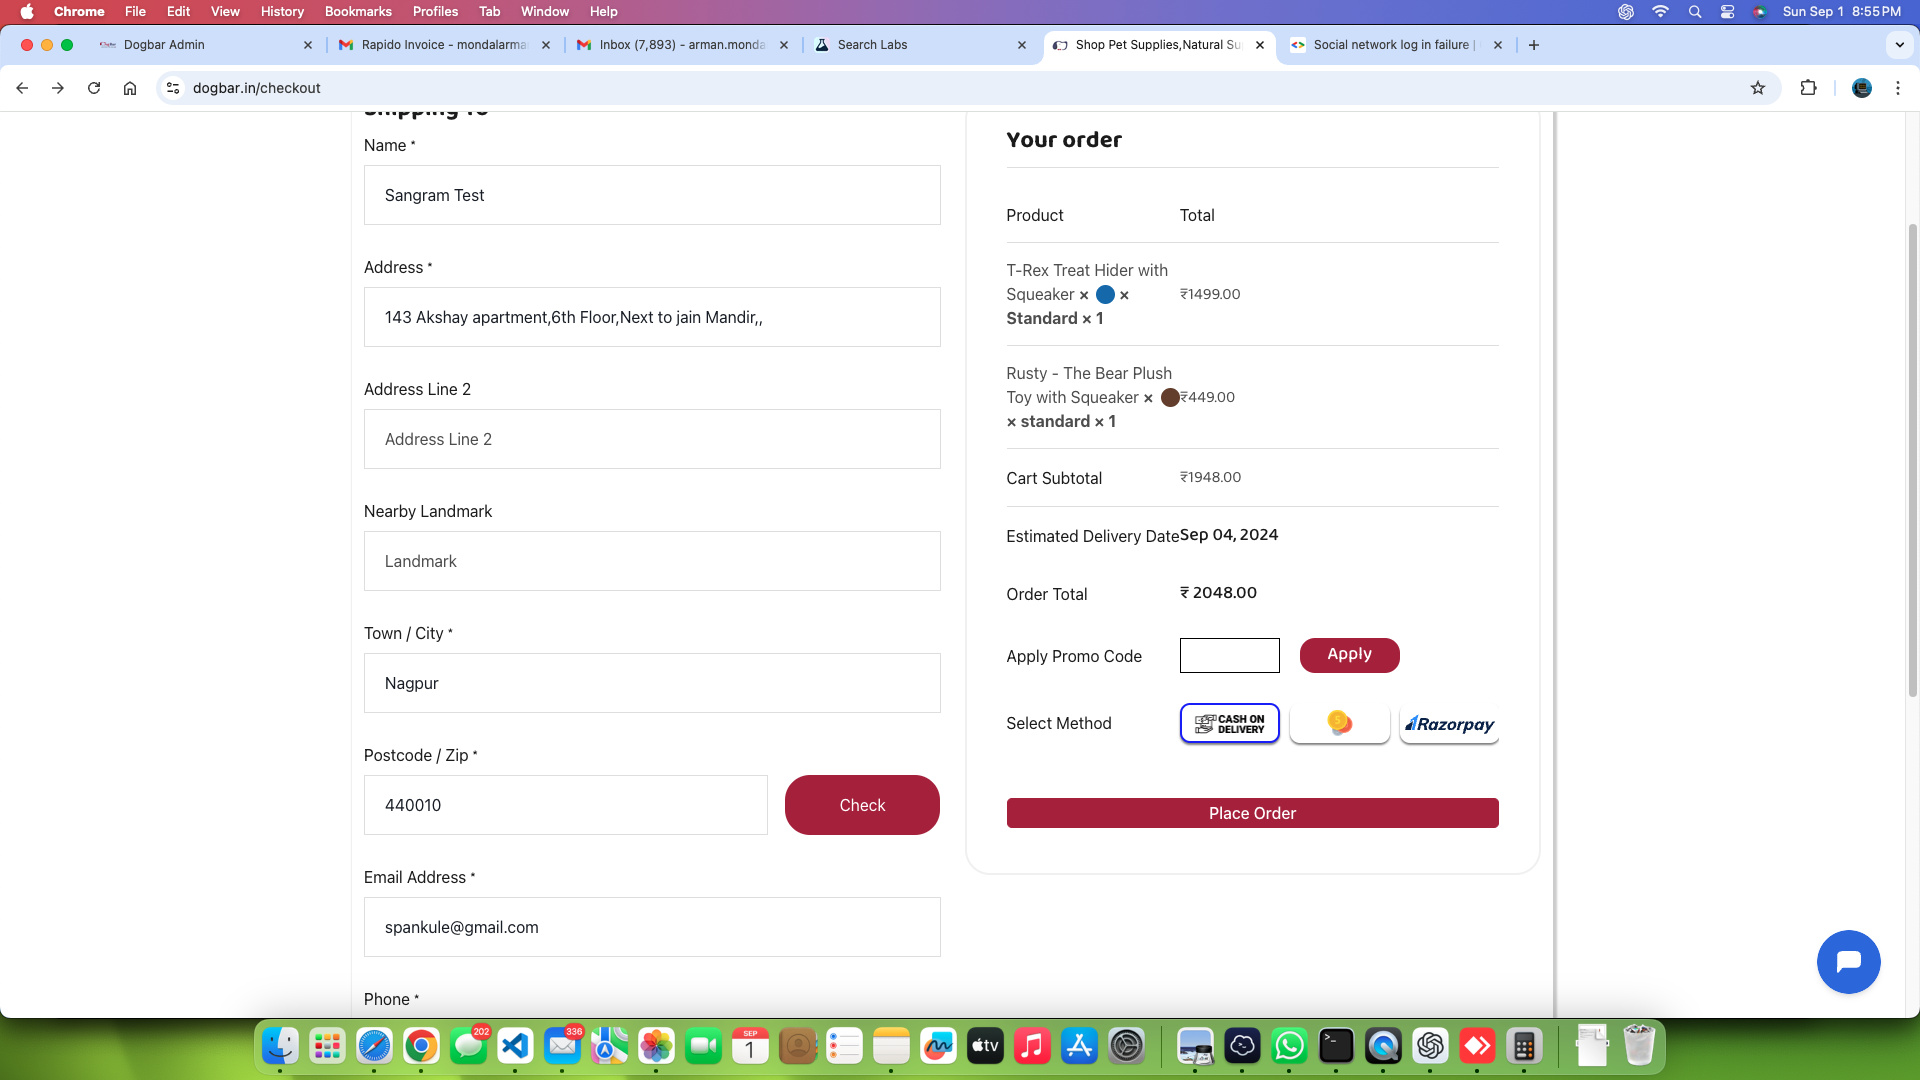 Chrome File Edit View History Bookmarks Profiles Tab Window Help Sun Sep 1 8:55 PM
Dogbar Admin
Rapido Invoice - mondalarma
Inbox (7,893) - arman.monda
Search Labs
Shop Pet Supplies,Natural Su
Social network log in failure |
dogbar.in/checkout
Shipping To
Name *
Sangram Test
Address *
143 Akshay apartment,6th Floor,Next to jain Mandir,,
Address Line 2
Address Line 2
Nearby Landmark
Landmark
Town / City *
Nagpur
Postcode / Zip *
440010
Check
Email Address *
spankule@gmail.com
Phone *
Your order
Product Total
T-Rex Treat Hider with
Squeaker × × ₹1499.00
Standard × 1
Rusty - The Bear Plush
Toy with Squeaker × ₹449.00
× standard × 1
Cart Subtotal ₹1948.00
Estimated Delivery Date Sep 04, 2024
Order Total ₹ 2048.00
Apply Promo Code Apply
Select Method CASH ON
DELIVERY
Razorpay
Place Order
202
336
SEP
1
tv